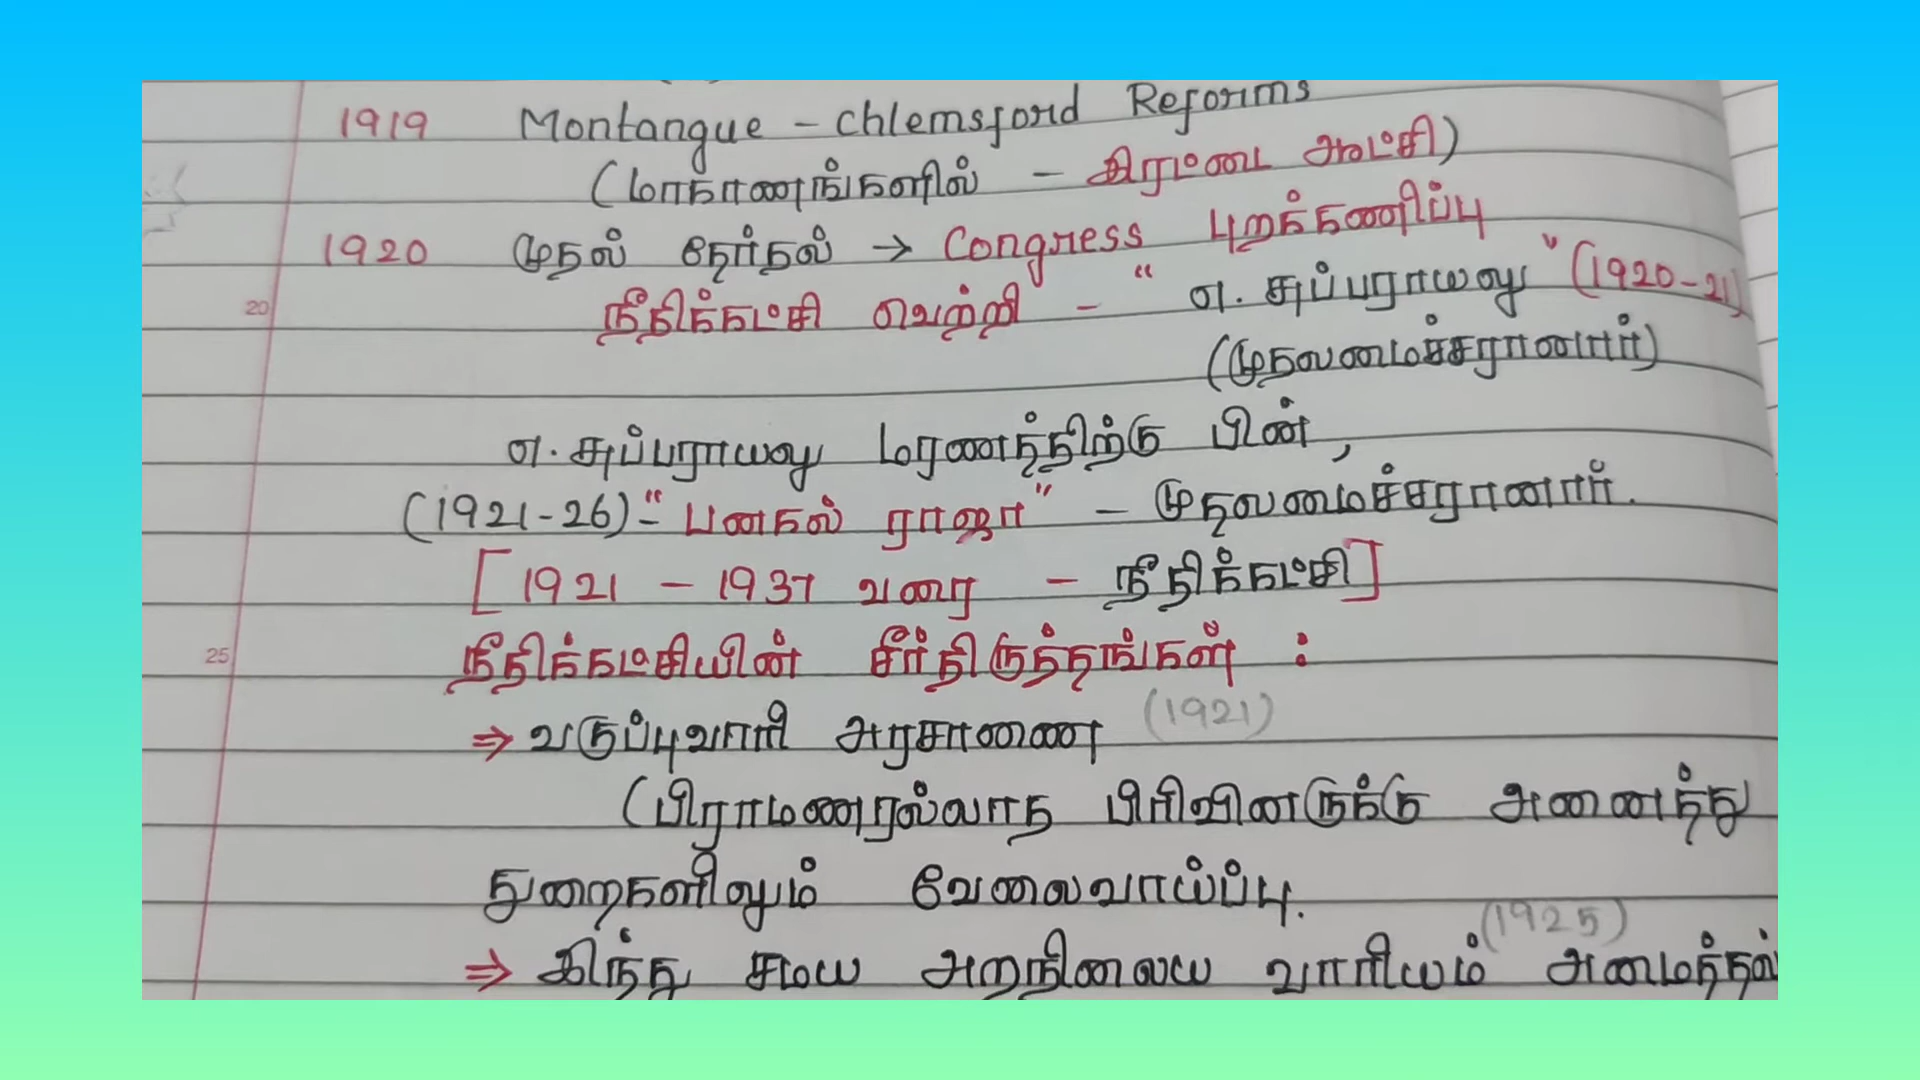 1919 Montangue - Chlemsford Reforms
(மாநாணங்களில் - இரட்டை ஆட்சி)
1920 முதல் தேர்தல் → Congress புறக்கணிப்பு
20 நீதிக்கட்சி வெற்றி - “ எ. சுப்பராயலு ” (1920-21)
(முதலமைச்சரானார்)
எ. சுப்பராயலு மரணத்திற்கு பின்,
(1921-26) - “பனகல் ராஜா” - முதலமைச்சரானார்.
[1921 - 1937 வரை - நீதிக்கட்சி]
25 நீதிக்கட்சியின் சீர்திருத்தங்கள் :
⇒ வகுப்புவாரி அரசாணை (1921)
(பிராமணரல்லாத பிரிவினருக்கு அனைத்து
துறைகளிலும் வேலைவாய்ப்பு.
⇒ இந்து சமய அறநிலைய வாரியம் (1925) அமைத்தல்